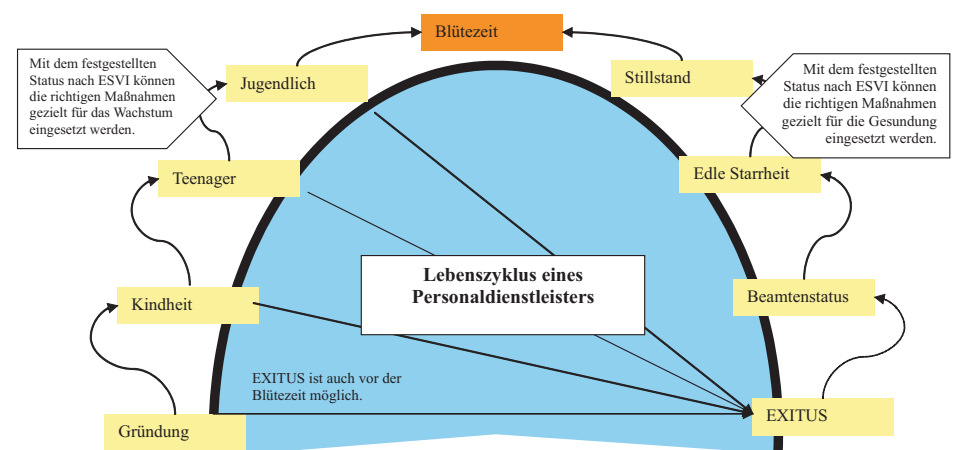 Blütezeit
Mit dem festgestellten
Status nach ESVI können
die richtigen Maßnahmen
gezielt für das Wachstum
eingesetzt werden.
Jugendlich
Stillstand
Mit dem festgestellten
Status nach ESVI können
die richtigen Maßnahmen
gezielt für die Gesundung
eingesetzt werden.
Teenager
Edle Starrheit
Lebenszyklus eines
Personaldienstleisters
Kindheit
Beamtenstatus
EXITUS ist auch vor der
Blütezeit möglich.
Gründung
EXITUS